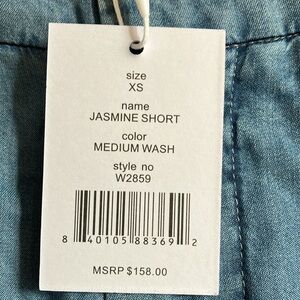 size
XS
name
JASMINE SHORT
color
MEDIUM WASH
style no
W2859
8 40105 88369 2
MSRP $158.00